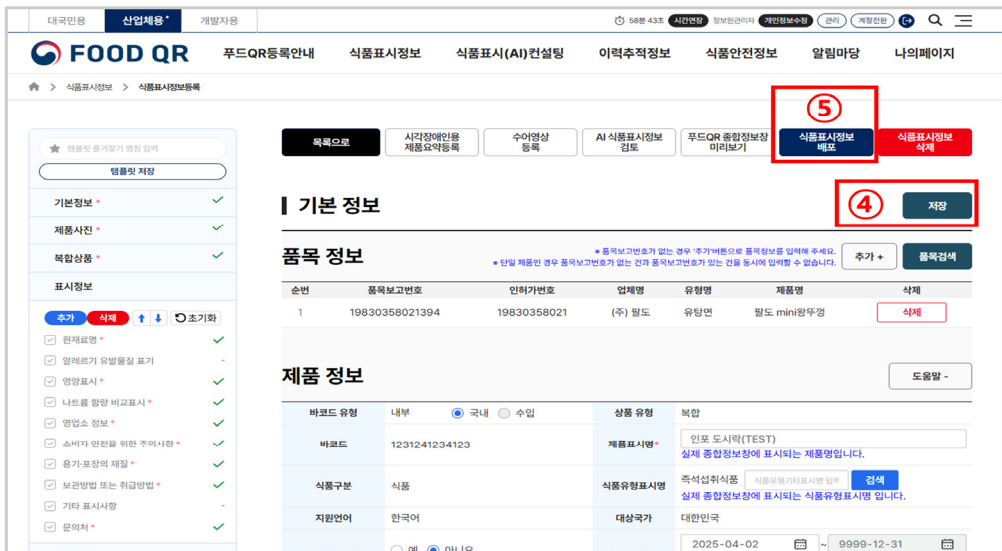 대국민용 산업체용 개발자용 58분 43초 시간연장 정보원관리자 개인정보수정 관리 계정전환
FOOD QR 푸드QR등록안내 식품표시정보 식품표시(AI)컨설팅 이력추적정보 식품안전정보 알림마당 나의페이지
> 식품표시정보 > 식품표시정보등록
⑤
템플릿 즐겨찾기 명칭 입력
템플릿 저장
목록으로
시각장애인용
제품요약등록
수어영상
등록
AI 식품표시정보
검토
푸드QR 종합정보창
미리보기
식품표시정보
배포
식품표시정보
삭제
기본정보 *
제품사진 *
복합상품 *
표시정보
추가 삭제 ↑ ↓ 초기화
원재료명 *
알레르기 유발물질 표기 -
영양표시 *
나트륨 함량 비교표시 *
영업소 정보 *
소비자 안전을 위한 주의사항 *
용기·포장의 재질 *
보관방법 또는 취급방법 *
기타 표시사항 -
문의처 *
기본 정보
④ 저장
품목 정보
* 품목보고번호가 없는 경우 '추가'버튼으로 품목정보를 입력해 주세요.
* 단일 제품인 경우 품목보고번호가 없는 건과 품목보고번호가 있는 건을 동시에 입력할 수 없습니다.
추가 + 품목검색
순번 품목보고번호 인허가번호 업체명 유형명 제품명 삭제
1 19830358021394 19830358021 (주) 팔도 유탕면 팔도 mini왕뚜껑 삭제
제품 정보 도움말 -
바코드 유형 내부 국내 수입 상품 유형 복합
바코드 1231241234123 제품표시명* 인포 도시락(TEST)
실제 종합정보창에 표시되는 제품명입니다.
식품구분 식품 식품유형표시명 즉석섭취식품 식품유형기타표시명 입력 검색
실제 종합정보창에 표시되는 식품유형표시명 입니다.
지원언어 한국어 대상국가 대한민국
예 아니요 2025-04-02 ~ 9999-12-31